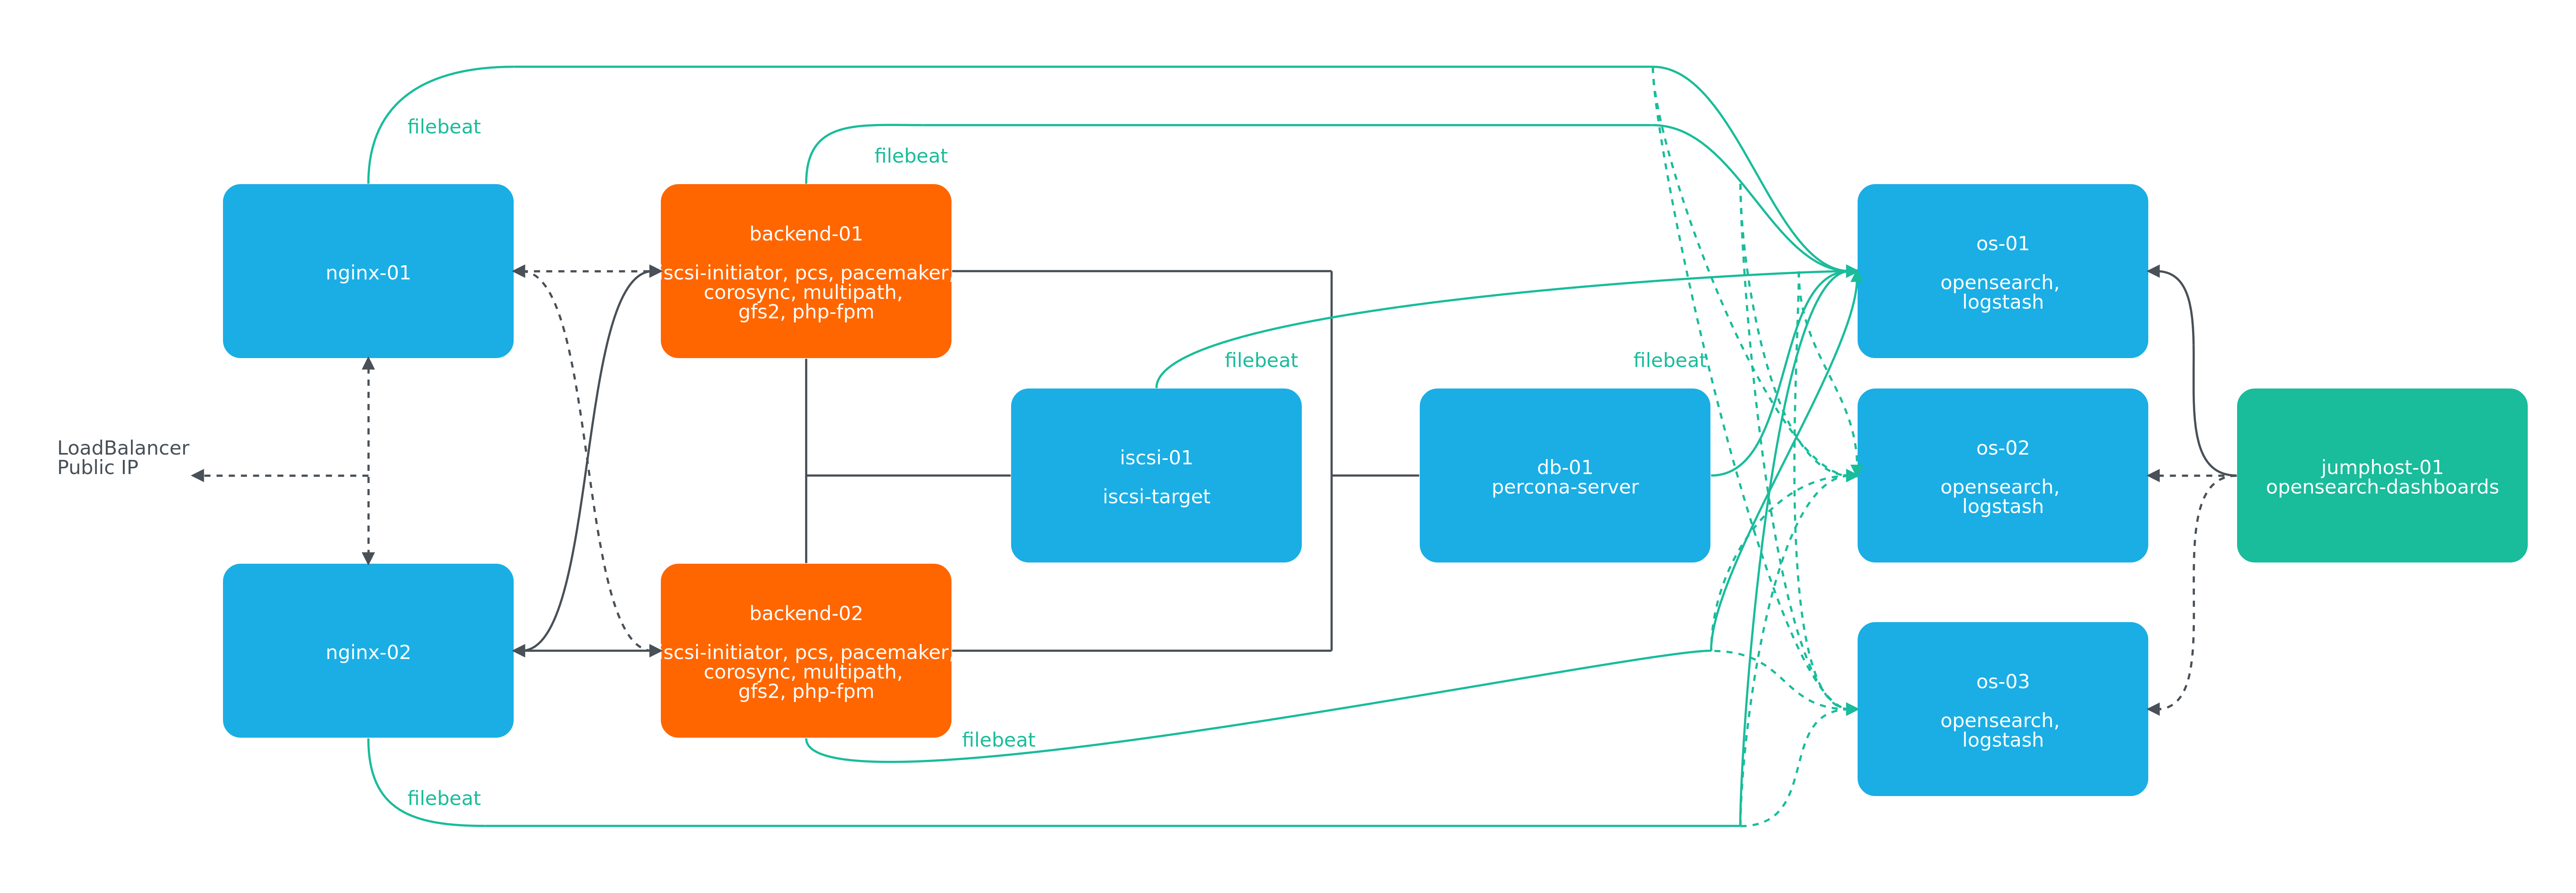 filebeat
filebeat
nginx-01
backend-01
scsi-initiator, pcs, pacemaker,
corosync, multipath,
gfs2, php-fpm
os-01
opensearch,
logstash
filebeat
filebeat
LoadBalancer
Public IP
iscsi-01
iscsi-target
db-01
percona-server
os-02
opensearch,
logstash
jumphost-01
opensearch-dashboards
nginx-02
backend-02
scsi-initiator, pcs, pacemaker,
corosync, multipath,
gfs2, php-fpm
os-03
opensearch,
logstash
filebeat
filebeat